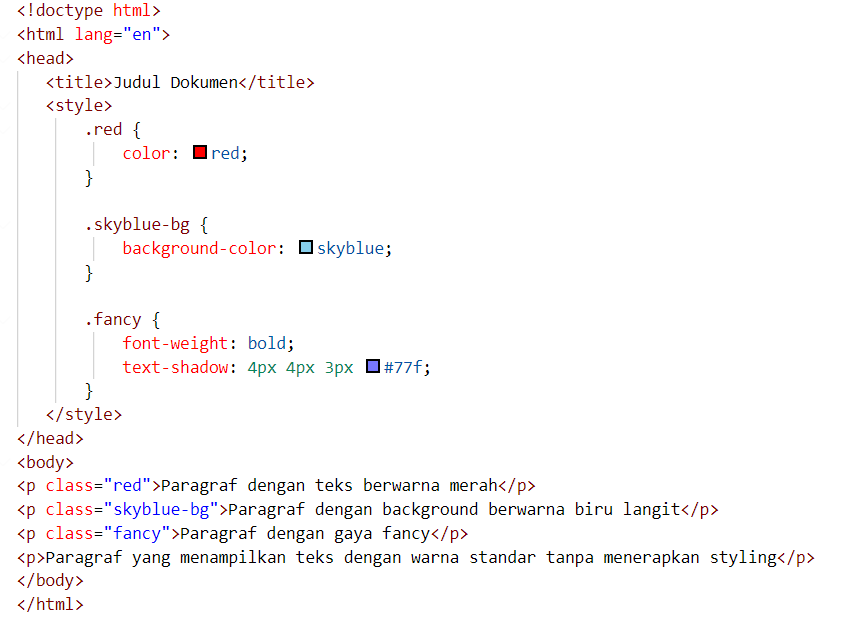 <!doctype html>
<html lang="en">
<head>
<title>Judul Dokumen</title>
<style>
.red {
color: red;
}
.skyblue-bg {
background-color: skyblue;
}
.fancy {
font-weight: bold;
text-shadow: 4px 4px 3px #77f;
}
</style>
</head>
<body>
<p class="red">Paragraf dengan teks berwarna merah</p>
<p class="skyblue-bg">Paragraf dengan background berwarna biru langit</p>
<p class="fancy">Paragraf dengan gaya fancy</p>
<p>Paragraf yang menampilkan teks dengan warna standar tanpa menerapkan styling</p>
</body>
</html>